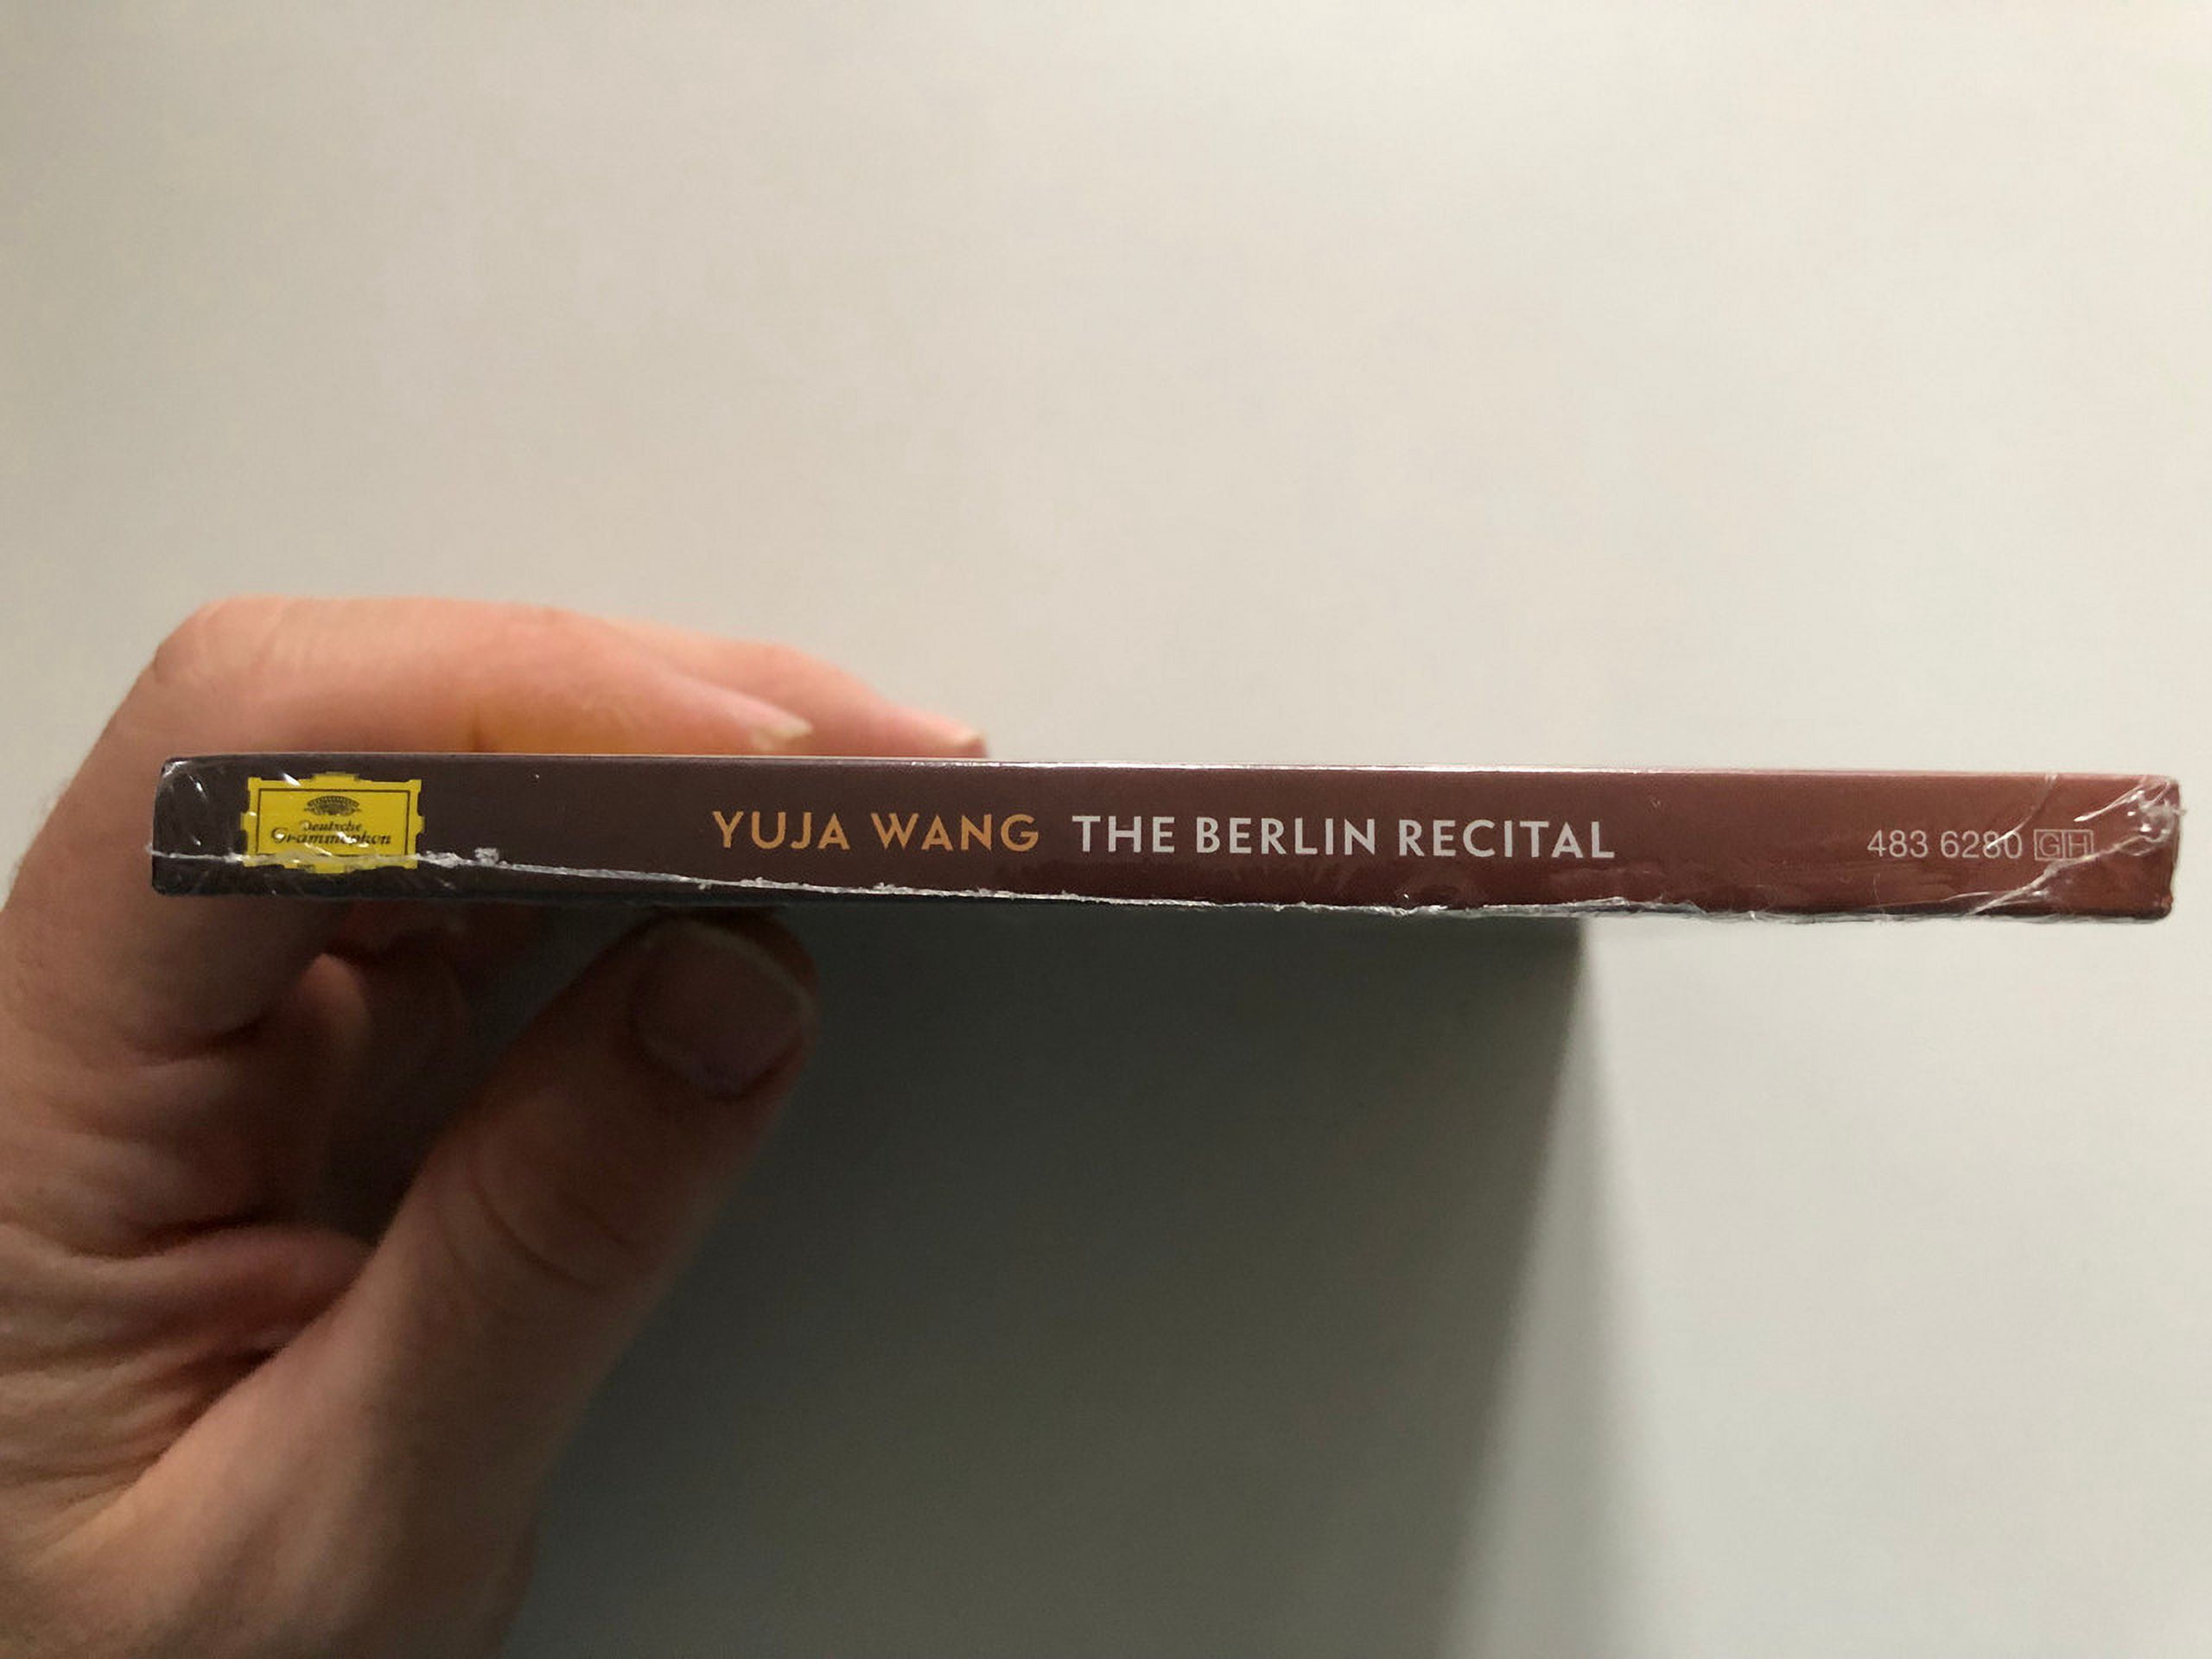 Deutsche
Grammophon
YUJA WANG THE BERLIN RECITAL
483 6280 GH